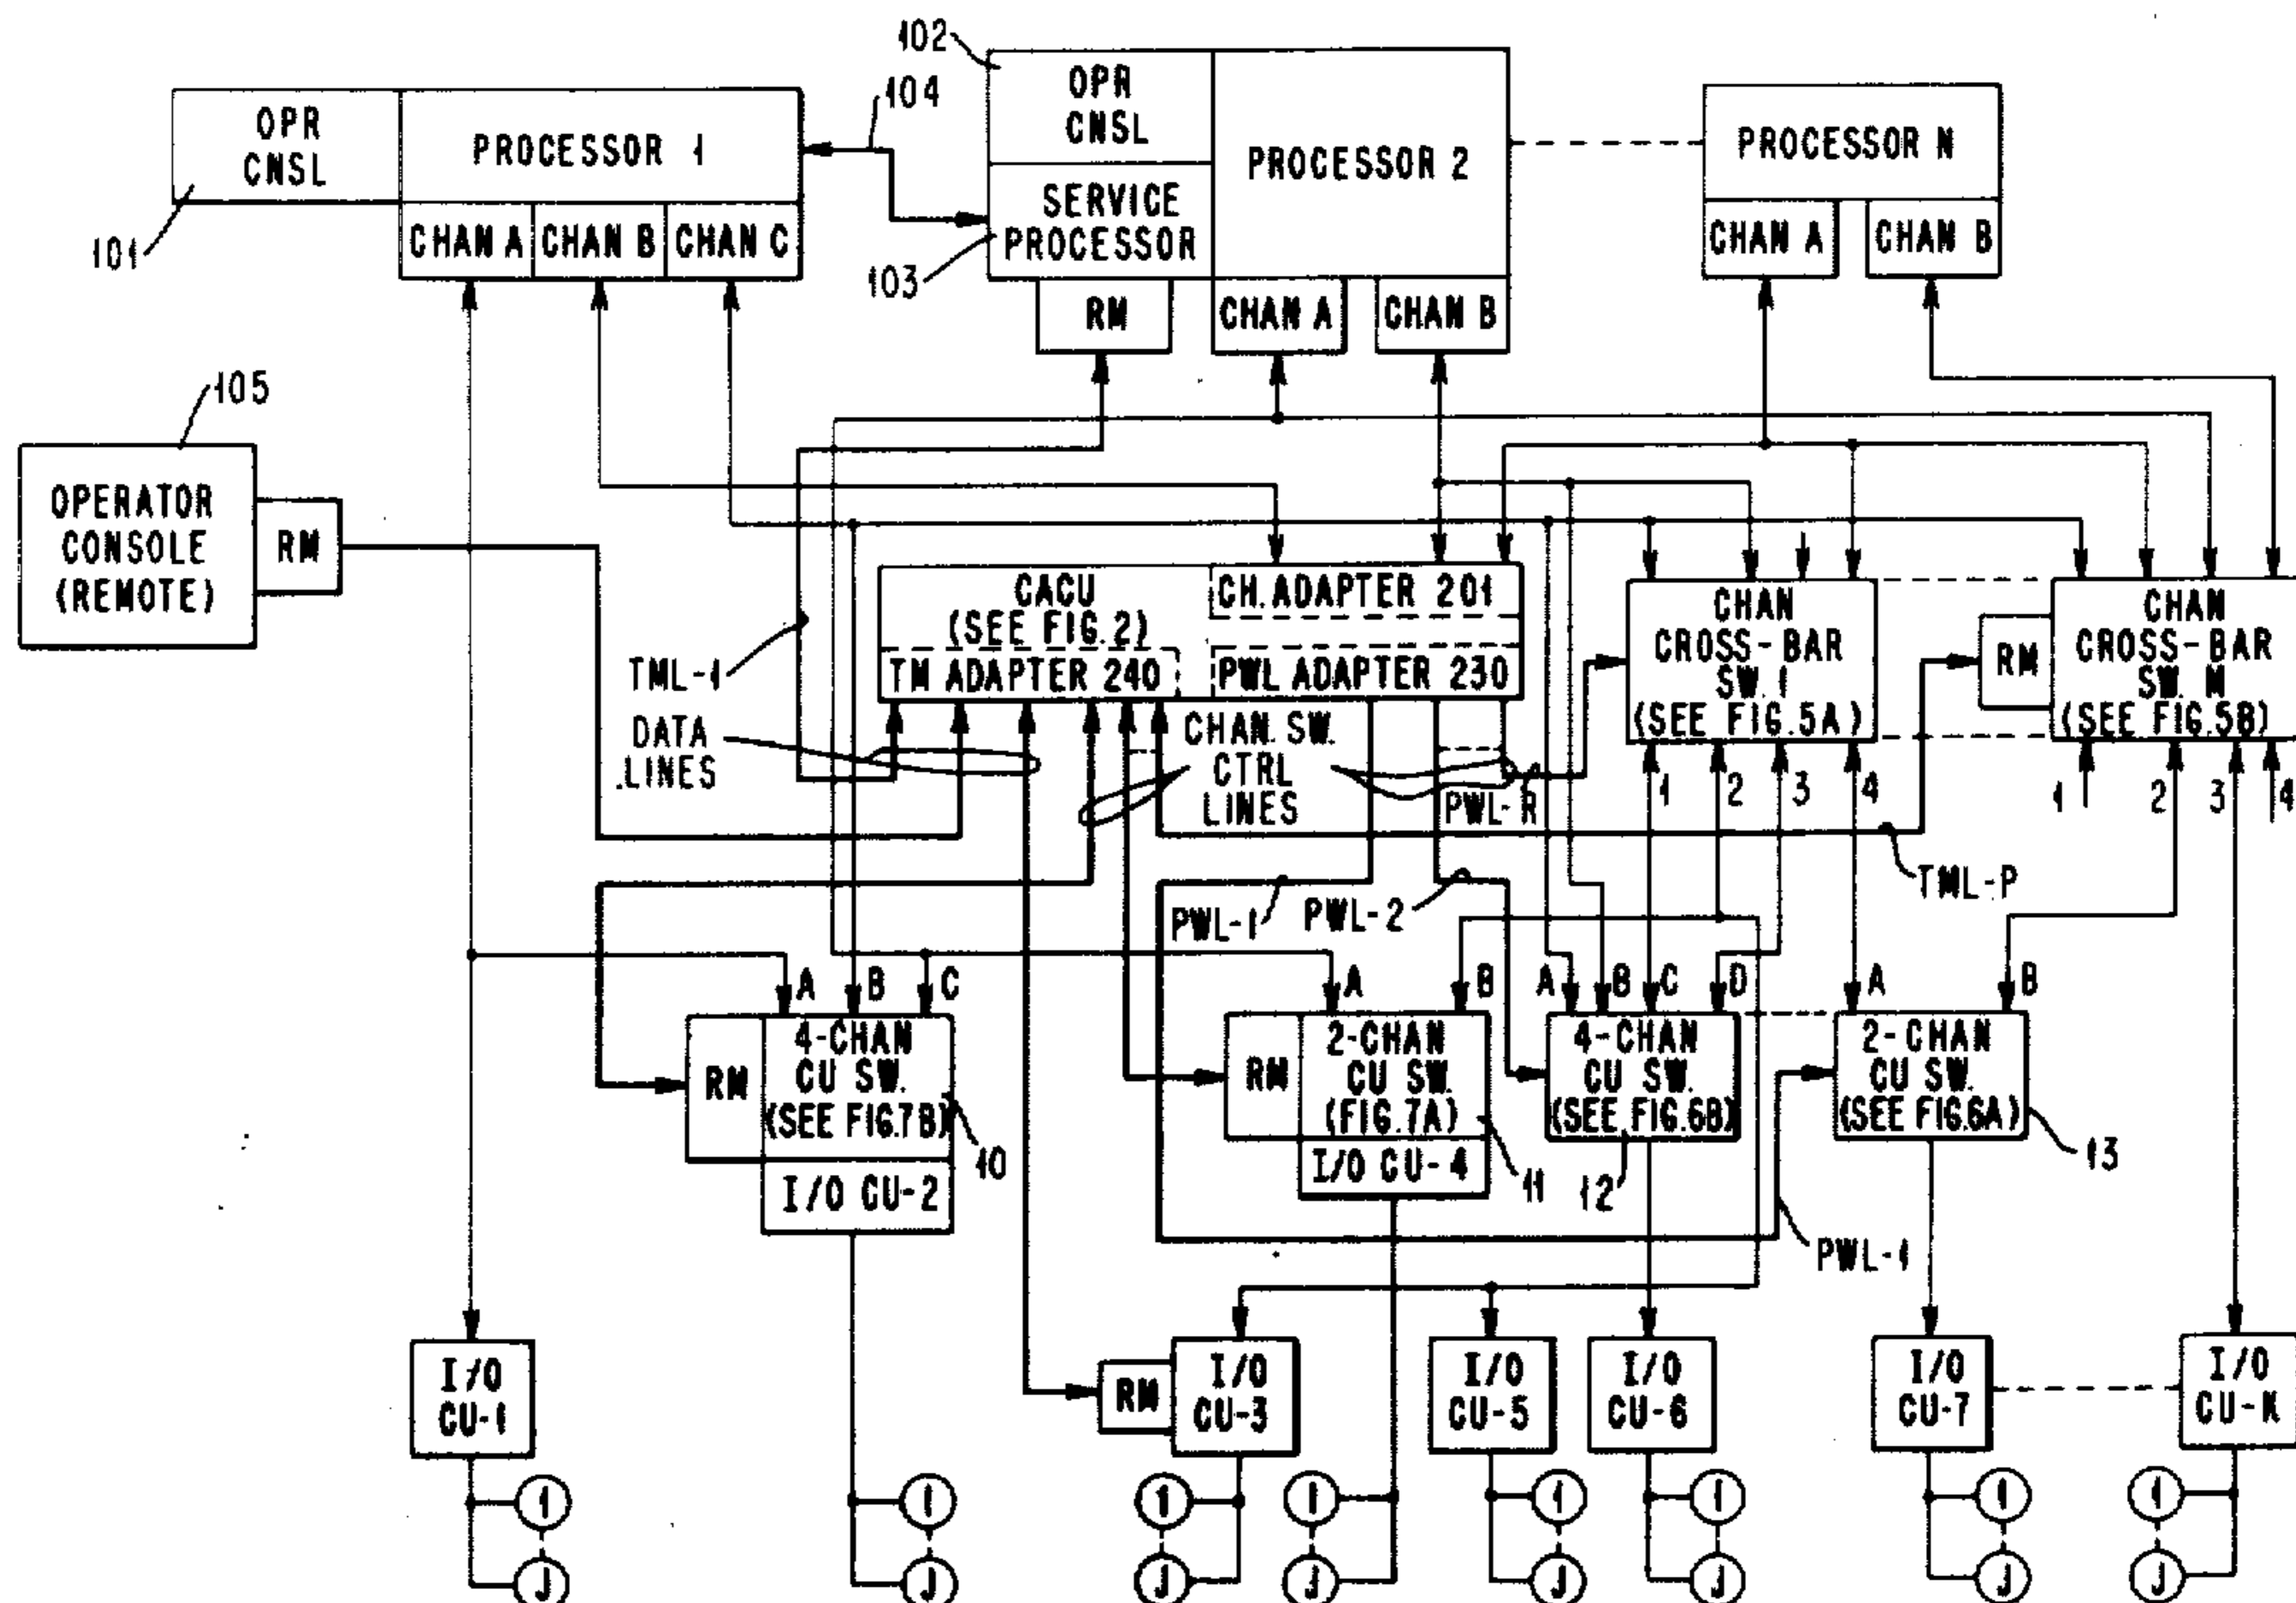 102
OPR
CNSL
PROCESSOR 1
104
OPR
CNSL
PROCESSOR 2
PROCESSOR N
101
CHAN A
CHAN B
CHAN C
SERVICE
PROCESSOR
103
RM
CHAN A
CHAN B
CHAN A
CHAN B
105
OPERATOR
CONSOLE
(REMOTE)
RM
CACU
(SEE FIG.2)
CH. ADAPTER 201
TM ADAPTER 240
PWL ADAPTER 230
TML-1
DATA
LINES
CHAN. SW.
CTRL
LINES
PWL-R
CHAN
CROSS-BAR
SW. 1
(SEE FIG.5A)
RM
CHAN
CROSS-BAR
SW. M
(SEE FIG.5B)
1
2
3
4
1
2
3
4
TML-P
PWL-1
PWL-2
A
B
C
A
B
A
B
C
D
A
B
RM
4-CHAN
CU SW.
(SEE FIG.7B)
10
I/O CU-2
RM
2-CHAN
CU SW.
(FIG.7A)
11
I/O CU-4
4-CHAN
CU SW.
(SEE FIG.6B)
12
2-CHAN
CU SW.
(SEE FIG.6A)
13
PWL-1
I/O
CU-1
RM
I/O
CU-3
I/O
CU-5
I/O
CU-6
I/O
CU-7
I/O
CU-K
1
1
1
1
1
1
1
1
J
J
J
J
J
J
J
J